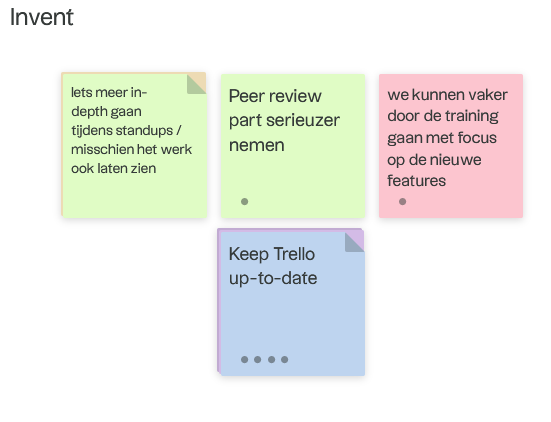 Invent
Iets meer in-
depth gaan
tijdens standups /
misschien het werk
ook laten zien
Peer review
part serieuzer
nemen
we kunnen vaker
door de training
gaan met focus
op de nieuwe
features
Keep Trello
up-to-date